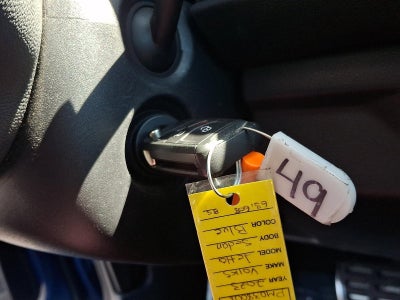 49
YEAR 2023
MAKE Volks
MODEL Jetta
BODY Sedan
COLOR Blue